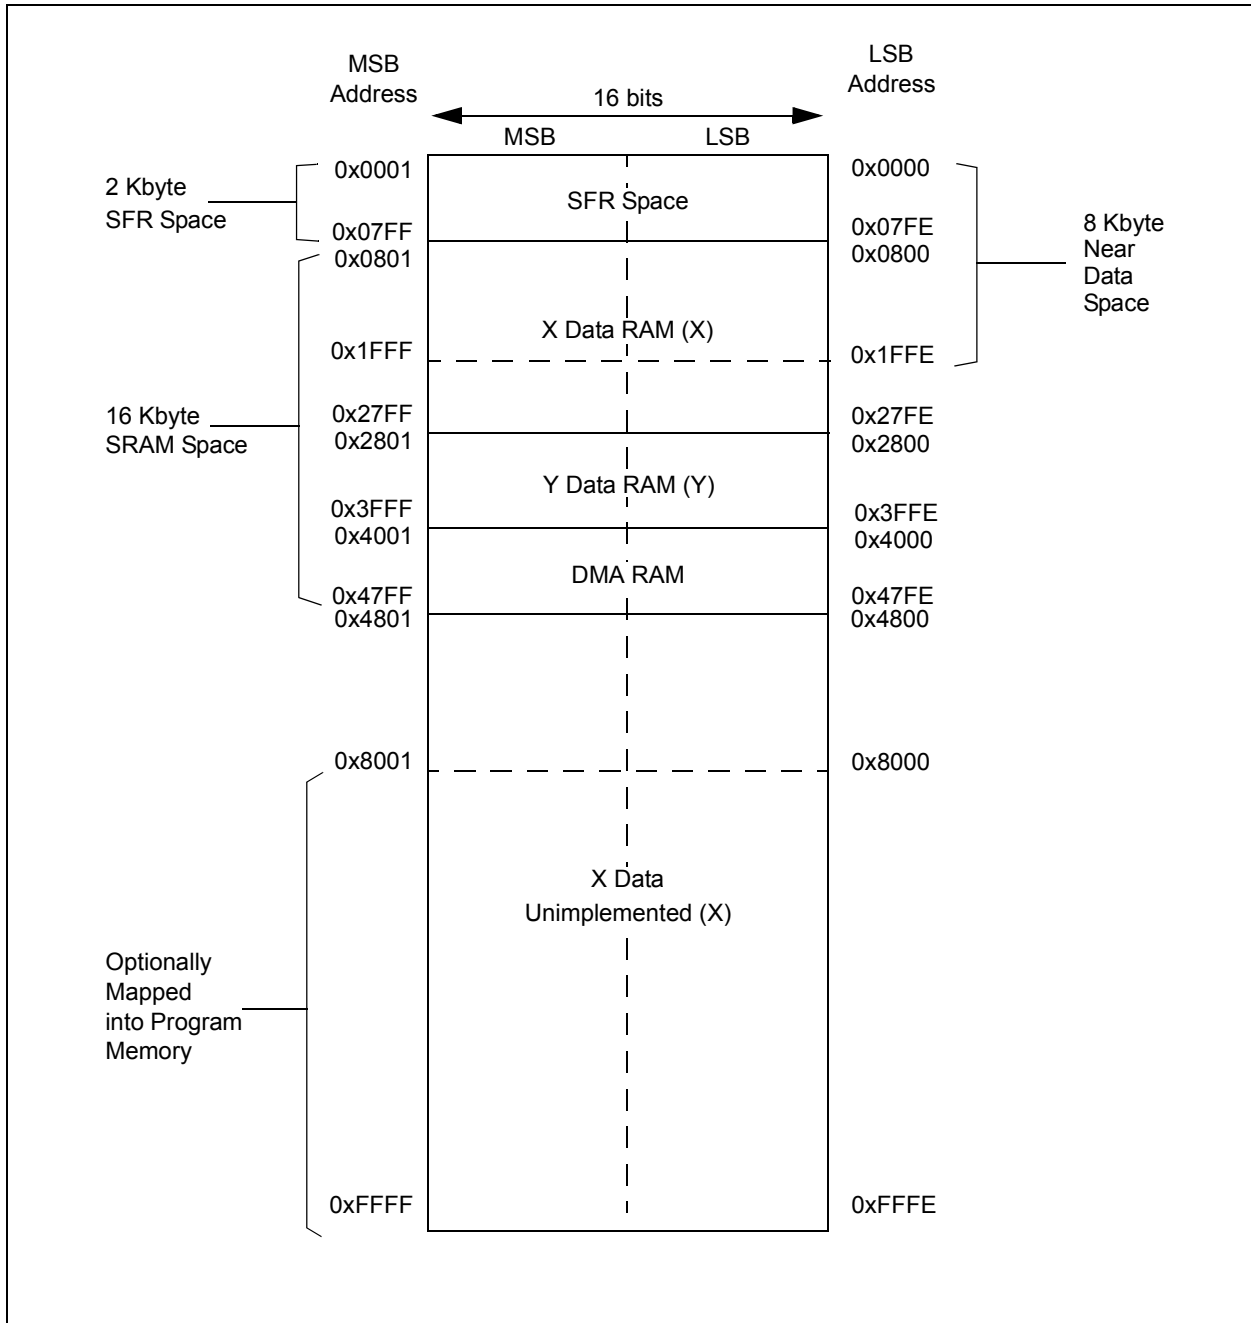 MSB
Address
LSB
Address
16 bits
MSB
LSB
2 Kbyte
SFR Space
0x0001
0x07FF
0x0801
SFR Space
0x0000
0x07FE
0x0800
8 Kbyte
Near
Data
Space
X Data RAM (X)
0x1FFF
0x1FFE
16 Kbyte
SRAM Space
0x27FF
0x2801
0x27FE
0x2800
Y Data RAM (Y)
0x3FFF
0x4001
0x3FFE
0x4000
DMA RAM
0x47FF
0x4801
0x47FE
0x4800
0x8001
0x8000
X Data
Unimplemented (X)
Optionally
Mapped
into Program
Memory
0xFFFF
0xFFFE